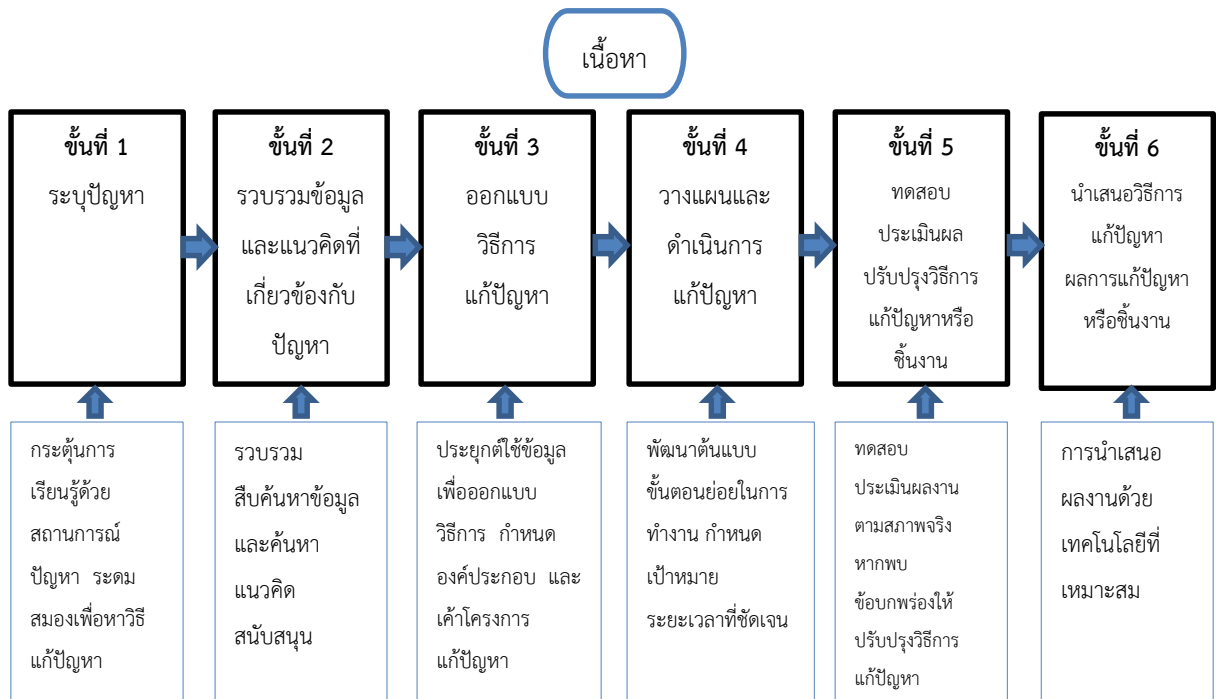 เนื้อหา
ขั้นที่ 1
ระบุปัญหา
ขั้นที่ 2
รวบรวมข้อมูล
และแนวคิดที่
เกี่ยวข้องกับ
ปัญหา
ขั้นที่ 3
ออกแบบ
วิธีการ
แก้ปัญหา
ขั้นที่ 4
วางแผนและ
ดำเนินการ
แก้ปัญหา
ขั้นที่ 5
ทดสอบ
ประเมินผล
ปรับปรุงวิธีการ
แก้ปัญหาหรือ
ชิ้นงาน
ขั้นที่ 6
นำเสนอวิธีการ
แก้ปัญหา
ผลการแก้ปัญหา
หรือชิ้นงาน
กระตุ้นการ
เรียนรู้ด้วย
สถานการณ์
ปัญหา ระดม
สมองเพื่อหาวิธี
แก้ปัญหา
รวบรวม
สืบค้นหาข้อมูล
และค้นหา
แนวคิด
สนับสนุน
ประยุกต์ใช้ข้อมูล
เพื่อออกแบบ
วิธีการ กำหนด
องค์ประกอบ และ
เค้าโครงการ
แก้ปัญหา
พัฒนาต้นแบบ
ขั้นตอนย่อยในการ
ทำงาน กำหนด
เป้าหมาย
ระยะเวลาที่ชัดเจน
ทดสอบ
ประเมินผลงาน
ตามสภาพจริง
หากพบ
ข้อบกพร่องให้
ปรับปรุงวิธีการ
แก้ปัญหา
การนำเสนอ
ผลงานด้วย
เทคโนโลยีที่
เหมาะสม